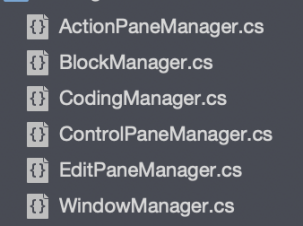 ActionPaneManager.cs
BlockManager.cs
CodingManager.cs
ControlPaneManager.cs
EditPaneManager.cs
WindowManager.cs